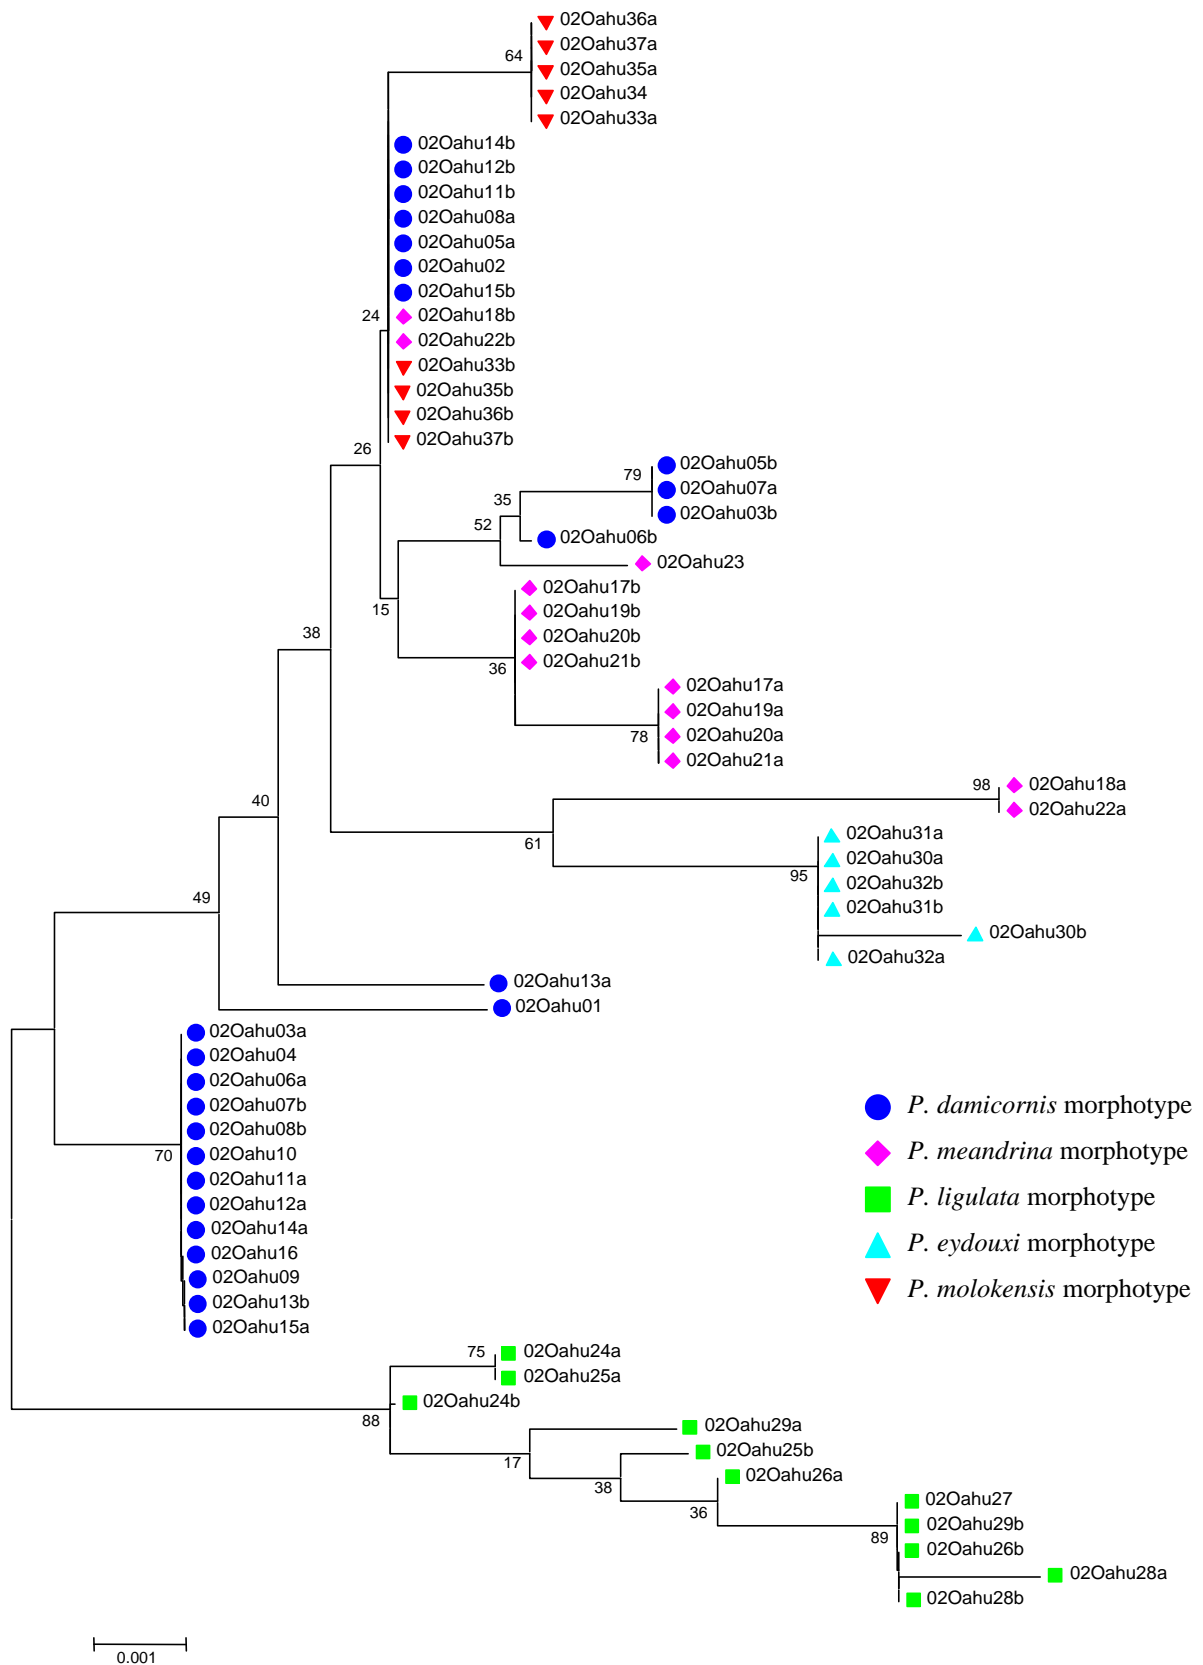 02Oahu36a
02Oahu37a
64
02Oahu35a
02Oahu34
02Oahu33a
02Oahu14b
02Oahu12b
02Oahu11b
02Oahu08a
02Oahu05a
02Oahu02
02Oahu15b
24
02Oahu18b
02Oahu22b
02Oahu33b
02Oahu35b
02Oahu36b
02Oahu37b
26
02Oahu05b
79
02Oahu07a
35
02Oahu03b
52
02Oahu06b
02Oahu23
02Oahu17b
15
02Oahu19b
38
02Oahu20b
36
02Oahu21b
02Oahu17a
02Oahu19a
78
02Oahu20a
02Oahu21a
98
02Oahu18a
40
02Oahu22a
61
02Oahu31a
02Oahu30a
95
02Oahu32b
49
02Oahu31b
02Oahu30b
02Oahu32a
02Oahu13a
02Oahu01
02Oahu03a
02Oahu04
02Oahu06a
02Oahu07b
02Oahu08b
70
02Oahu10
02Oahu11a
02Oahu12a
02Oahu14a
02Oahu16
02Oahu09
02Oahu13b
02Oahu15a
P. damicornis morphotype
P. meandrina morphotype
P. ligulata morphotype
P. eydouxi morphotype
P. molokensis morphotype
75
02Oahu24a
02Oahu25a
88
02Oahu24b
02Oahu29a
17
02Oahu25b
38
02Oahu26a
36
02Oahu27
89
02Oahu29b
02Oahu26b
02Oahu28a
02Oahu28b
0.001